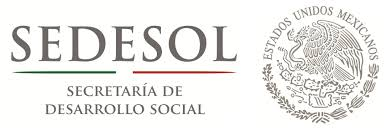 SEDESOL
SECRETARÍA DE
DESARROLLO SOCIAL
ESTADOS UNIDOS MEXICANOS